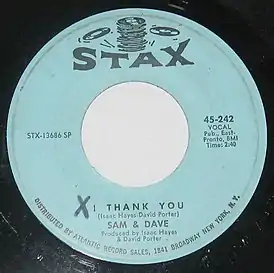 STAX
45-242
VOCAL
Pub., East-
Pronto, BMI
Time: 2:40
STX-13686 SP
X I THANK YOU
(Isaac Hayes-David Porter)
SAM & DAVE
Produced by Isaac Hayes
& David Porter
DISTRIBUTED BY ATLANTIC RECORD SALES, 1841 BROADWAY NEW YORK, N.Y.